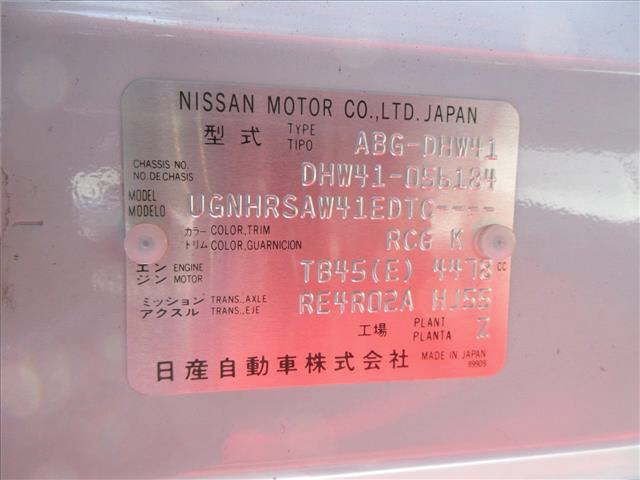 NISSAN MOTOR CO.,LTD. JAPAN
型式 TYPE TIPO ABG-DHW41
CHASSIS NO. NO.DE CHASIS DHW41-056184
MODEL MODELO UGNHRSAW41EDTC----
カラー COLOR,TRIM トリム COLOR,GUARNICION RCG K
エンジン ENGINE MOTOR TB45(E) 4478 cc
ミッション TRANS.,AXLE アクスル TRANS.,EJE RE4R02A HJ55
工場 PLANT PLANTA Z
日産自動車株式会社 MADE IN JAPAN